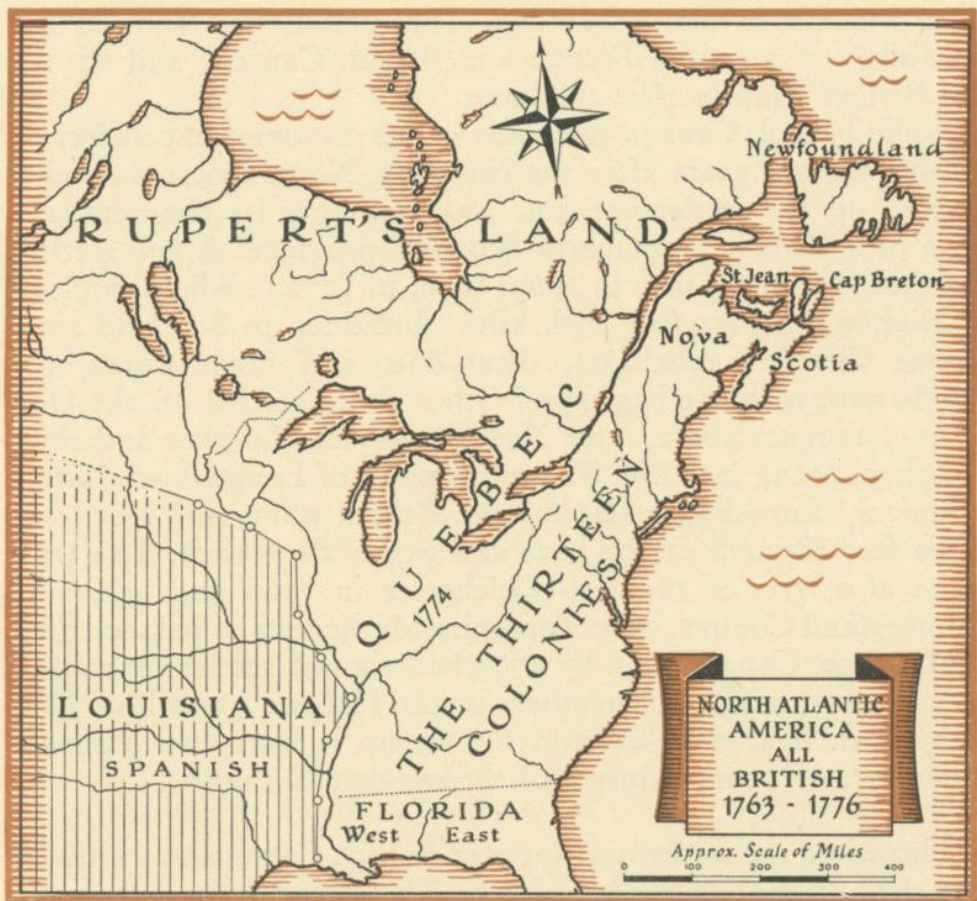 Newfoundland
RUPERT'S LAND
St Jean
Cap Breton
Nova
Scotia
QUEBEC
1774
THE THIRTEEN
COLONIES
LOUISIANA
SPANISH
FLORIDA
West East
NORTH ATLANTIC
AMERICA
ALL
BRITISH
1763 - 1776
Approx. Scale of Miles
0 100 200 300 400